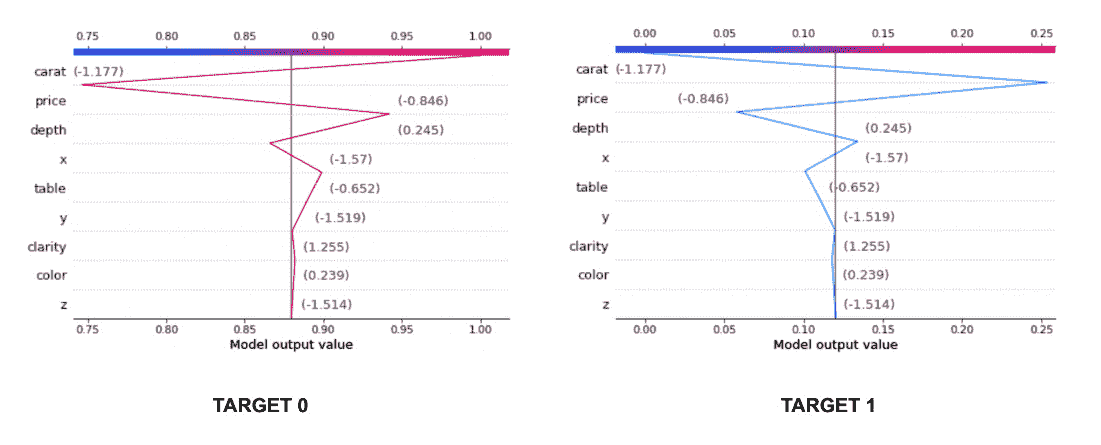 0.75 0.80 0.85 0.90 0.95 1.00
carat (-1.177)
price (-0.846)
depth (0.245)
x (-1.57)
table (-0.652)
y (-1.519)
clarity (1.255)
color (0.239)
z (-1.514)
0.75 0.80 0.85 0.90 0.95 1.00
Model output value
TARGET 0
0.00 0.05 0.10 0.15 0.20 0.25
carat (-1.177)
price (-0.846)
depth (0.245)
x (-1.57)
table (-0.652)
y (-1.519)
clarity (1.255)
color (0.239)
z (-1.514)
0.00 0.05 0.10 0.15 0.20 0.25
Model output value
TARGET 1